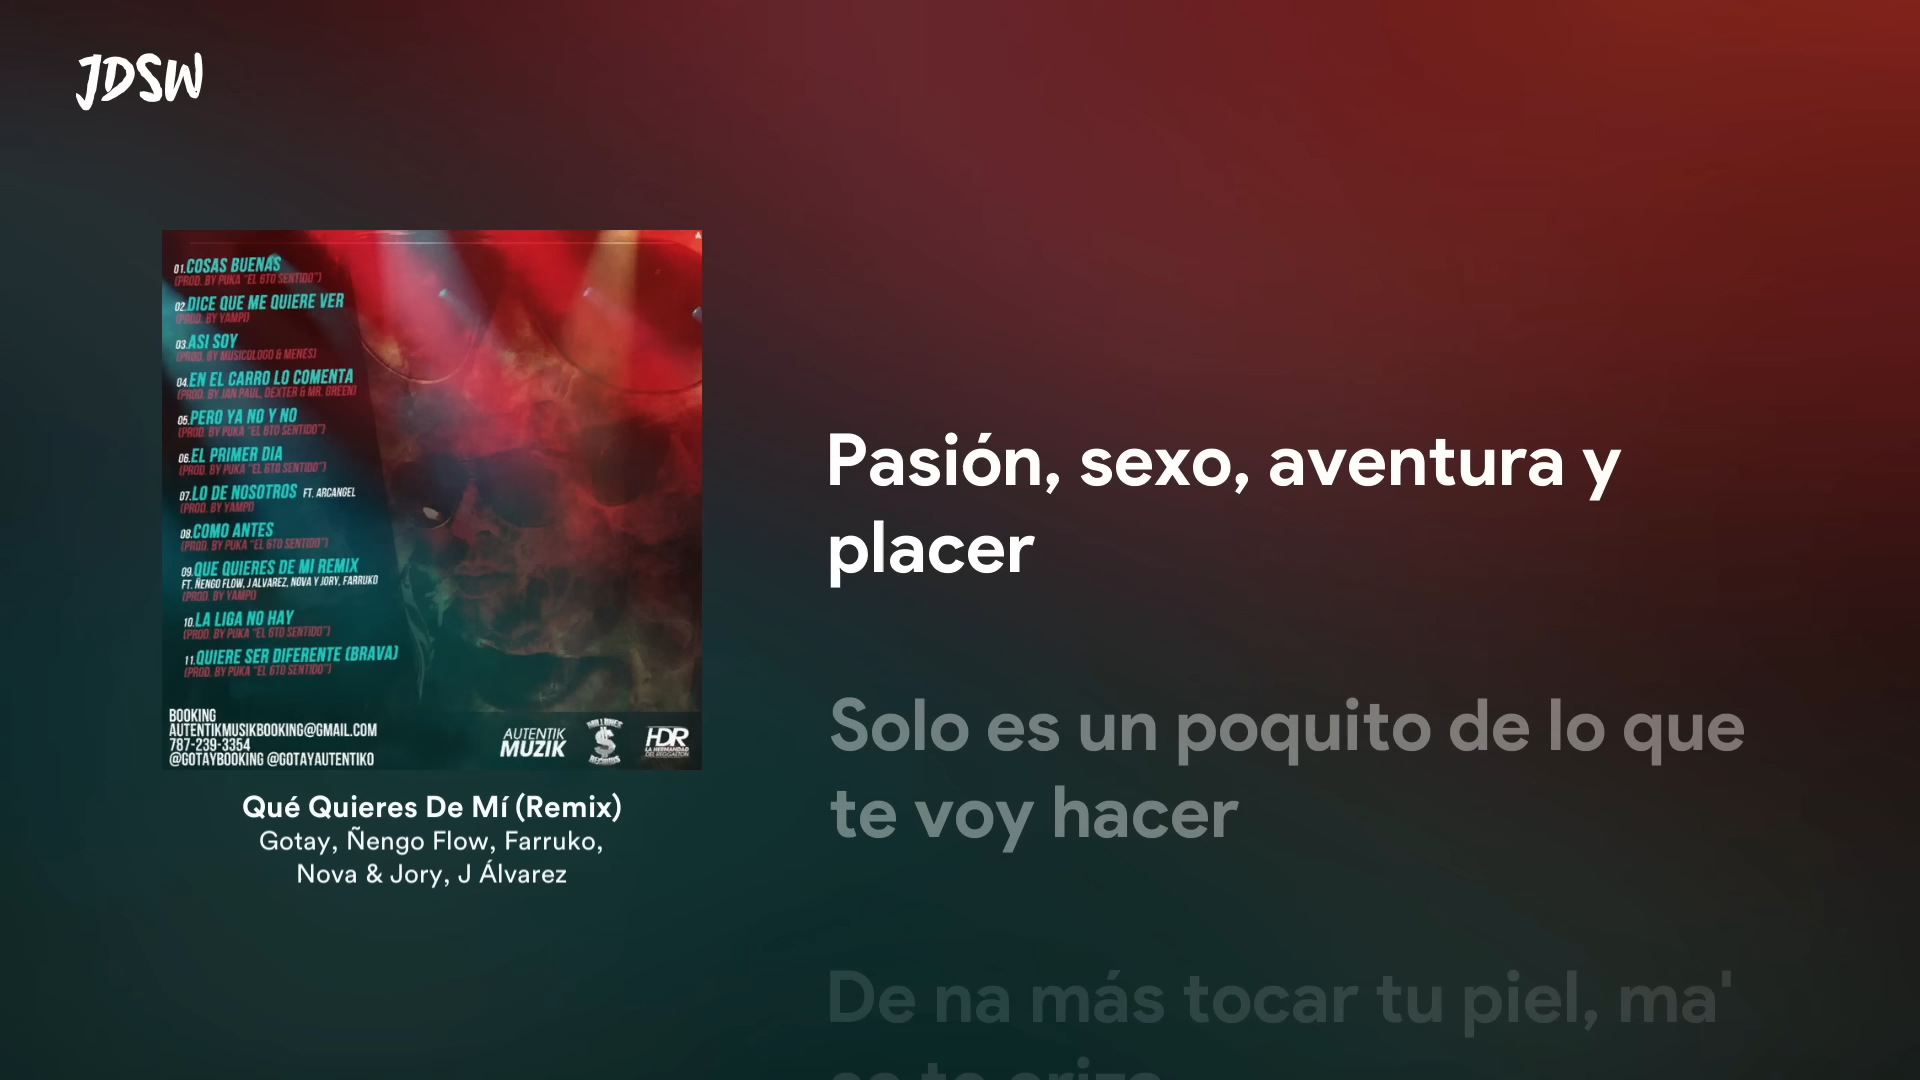 JDSW
01.COSAS BUENAS
(PROD. BY PUKA "EL 6TO SENTIDO")
02.DICE QUE ME QUIERE VER
(PROD. BY YAMPI)
03.ASI SOY
(PROD. BY MUSICOLOGO & MENES)
04.EN EL CARRO LO COMENTA
(PROD. BY JAN PAUL, DEXTER & MR. GREEN)
05.PERO YA NO Y NO
(PROD. BY PUKA "EL 6TO SENTIDO")
06.EL PRIMER DIA
(PROD. BY PUKA "EL 6TO SENTIDO")
07.LO DE NOSOTROS FT. ARCANGEL
(PROD. BY YAMPI)
08.COMO ANTES
(PROD. BY PUKA "EL 6TO SENTIDO")
09.QUE QUIERES DE MI REMIX
FT. ÑENGO FLOW, J ALVAREZ, NOVA Y JORY, FARRUKO
(PROD. BY YAMPI)
10.LA LIGA NO HAY
(PROD. BY PUKA "EL 6TO SENTIDO")
11.QUIERE SER DIFERENTE (BRAVA)
(PROD. BY PUKA "EL 6TO SENTIDO")
BOOKING
AUTENTIKMUSIKBOOKING@GMAIL.COM
787-239-3354
@GOTAYBOOKING @GOTAYAUTENTIKO
AUTENTIK
MUZIK
MILLONES
RECORDS
HDR
LA HERMANDAD
DEL REGGAETON
Qué Quieres De Mí (Remix)
Gotay, Ñengo Flow, Farruko,
Nova & Jory, J Álvarez
Pasión, sexo, aventura y
placer
Solo es un poquito de lo que
te voy hacer
De na más tocar tu piel, ma'